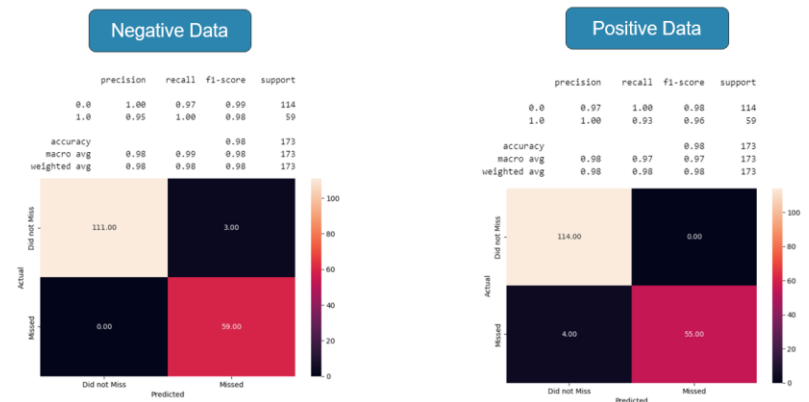 Negative Data
precision recall f1-score support
0.0 1.00 0.97 0.99 114
1.0 0.95 1.00 0.98 59
accuracy 0.98 173
macro avg 0.98 0.99 0.98 173
weighted avg 0.98 0.98 0.98 173
Did not Miss
Missed
Actual
111.00 3.00
0.00 59.00
Did not Miss Missed
Predicted
100
80
60
40
20
0
Positive Data
precision recall f1-score support
0.0 0.97 1.00 0.98 114
1.0 1.00 0.93 0.96 59
accuracy 0.98 173
macro avg 0.98 0.97 0.97 173
weighted avg 0.98 0.98 0.98 173
Did not Miss
Missed
Actual
114.00 0.00
4.00 55.00
Did not Miss Missed
Predicted
100
80
60
40
20
0